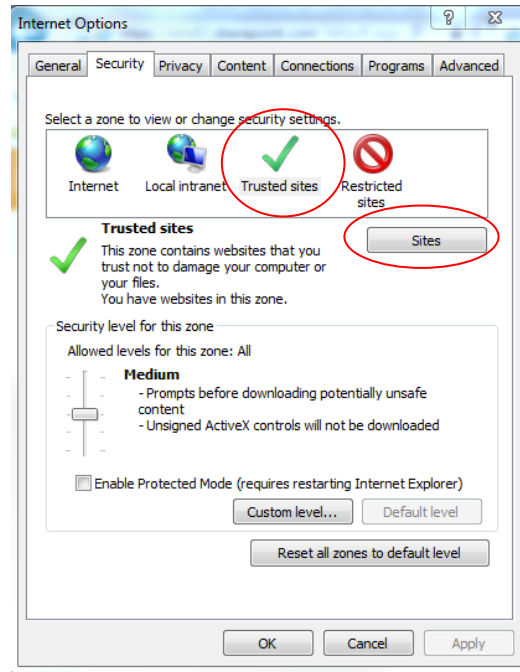 Internet Options
General Security Privacy Content Connections Programs Advanced
Select a zone to view or change security settings.
Internet Local intranet Trusted sites Restricted
sites
Trusted sites
Sites
This zone contains websites that you
trust not to damage your computer or
your files.
You have websites in this zone.
Security level for this zone
Allowed levels for this zone: All
Medium
- Prompts before downloading potentially unsafe
content
- Unsigned ActiveX controls will not be downloaded
Enable Protected Mode (requires restarting Internet Explorer)
Custom level... Default level
Reset all zones to default level
OK Cancel Apply